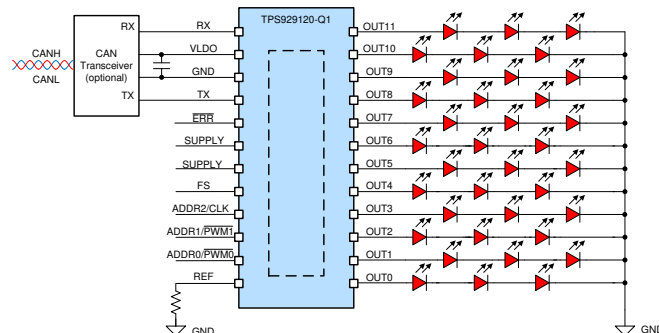 TPS929120-Q1
CANH
CANL
CAN
Transceiver
(optional)
RX
TX
RX
VLDO
GND
TX
ERR
SUPPLY
SUPPLY
FS
ADDR2/CLK
ADDR1/PWM1
ADDR0/PWM0
REF
GND
OUT11
OUT10
OUT9
OUT8
OUT7
OUT6
OUT5
OUT4
OUT3
OUT2
OUT1
OUT0
GND